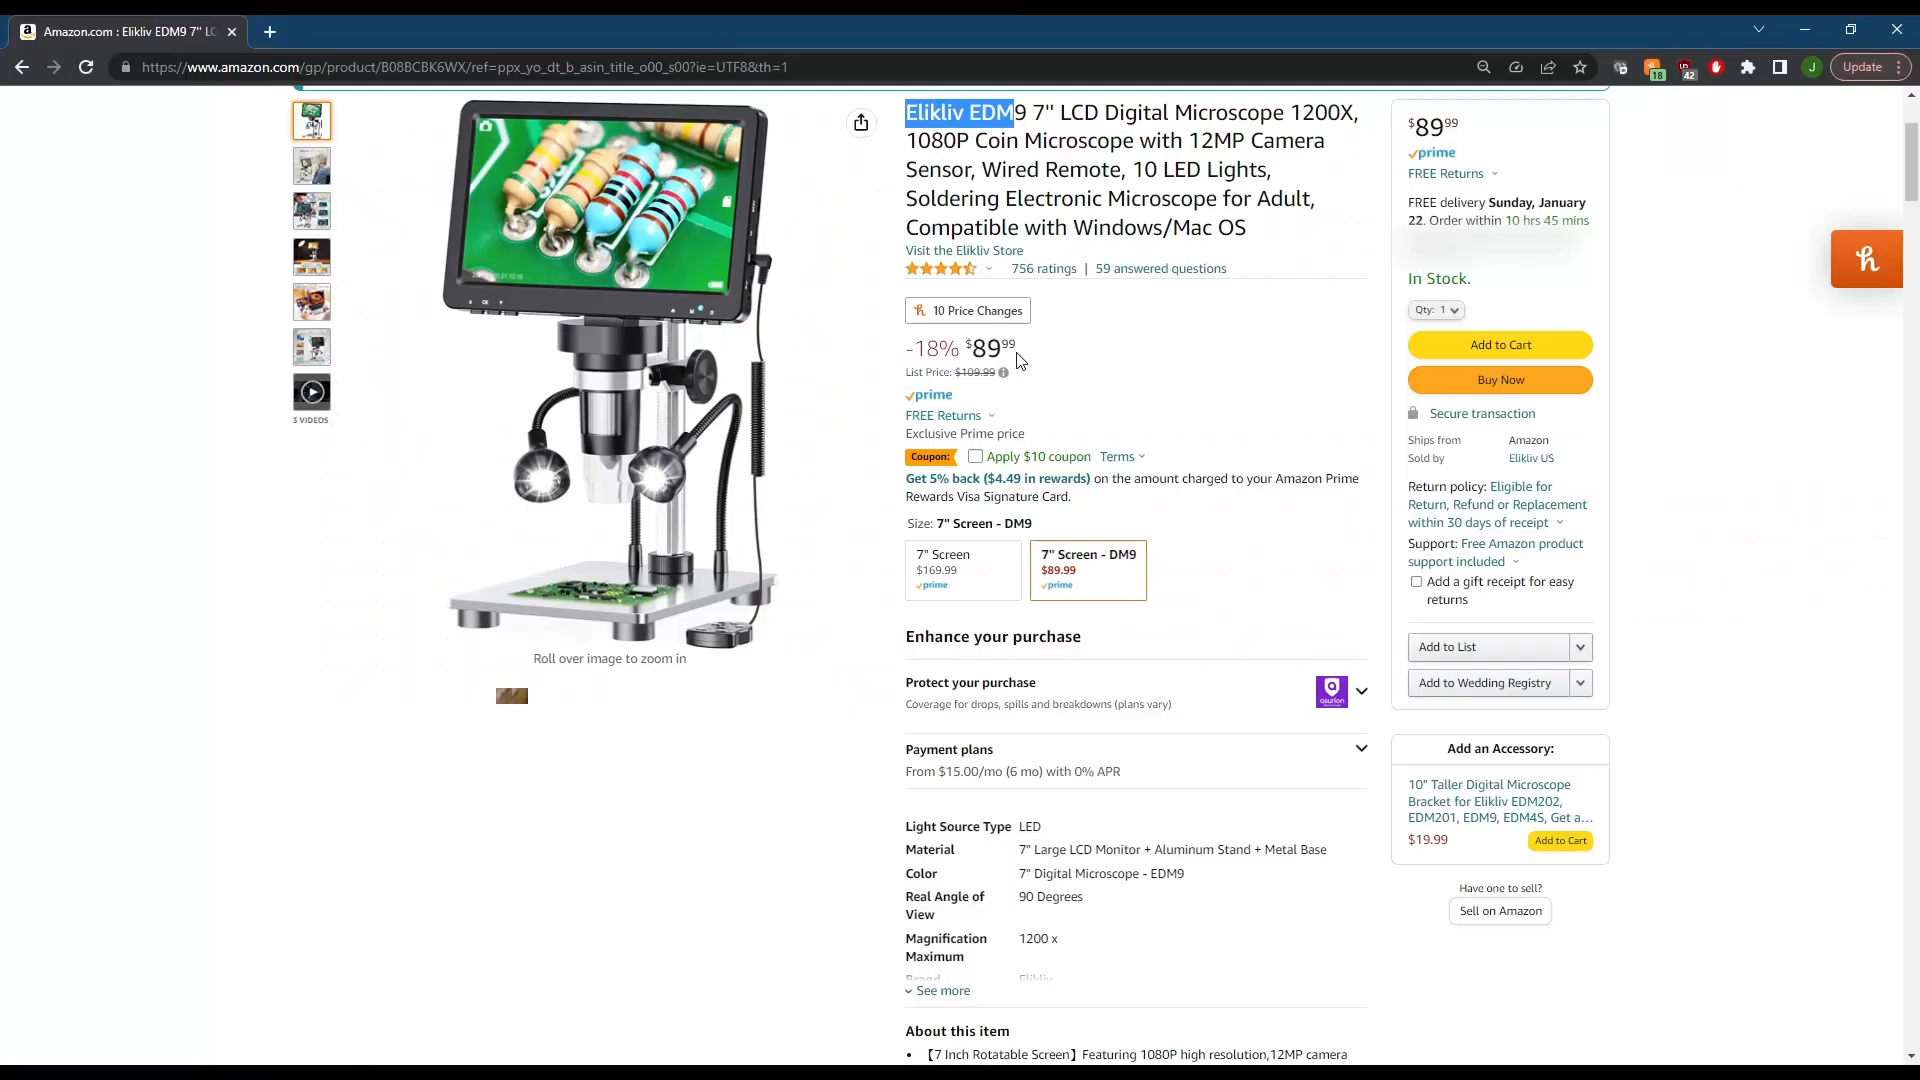 Amazon.com : Elikliv EDM9 7" LC
https://www.amazon.com/gp/product/B08BCBK6WX/ref=ppx_yo_dt_b_asin_title_o00_s00?ie=UTF8&th=1
18
42
J
Update
3 VIDEOS
Roll over image to zoom in
Elikliv EDM9 7'' LCD Digital Microscope 1200X,
1080P Coin Microscope with 12MP Camera
Sensor, Wired Remote, 10 LED Lights,
Soldering Electronic Microscope for Adult,
Compatible with Windows/Mac OS
Visit the Elikliv Store
756 ratings | 59 answered questions
10 Price Changes
-18% $89 99
List Price: $109.99
prime
FREE Returns
Exclusive Prime price
Coupon: Apply $10 coupon Terms
Get 5% back ($4.49 in rewards) on the amount charged to your Amazon Prime
Rewards Visa Signature Card.
Size: 7" Screen - DM9
7" Screen
$169.99
prime
7" Screen - DM9
$89.99
prime
Enhance your purchase
Protect your purchase
Coverage for drops, spills and breakdowns (plans vary)
asurion
Payment plans
From $15.00/mo (6 mo) with 0% APR
Light Source Type LED
Material 7" Large LCD Monitor + Aluminum Stand + Metal Base
Color 7" Digital Microscope - EDM9
Real Angle of View 90 Degrees
Magnification Maximum 1200 x
Brand Elikliv
See more
About this item
• 【7 Inch Rotatable Screen】Featuring 1080P high resolution,12MP camera
$89 99
prime
FREE Returns
FREE delivery Sunday, January
22. Order within 10 hrs 45 mins
In Stock.
Qty: 1
Add to Cart
Buy Now
Secure transaction
Ships from Amazon
Sold by Elikliv US
Return policy: Eligible for
Return, Refund or Replacement
within 30 days of receipt
Support: Free Amazon product
support included
Add a gift receipt for easy
returns
Add to List
Add to Wedding Registry
Add an Accessory:
10" Taller Digital Microscope
Bracket for Elikliv EDM202,
EDM201, EDM9, EDM4S, Get a...
$19.99
Add to Cart
Have one to sell?
Sell on Amazon